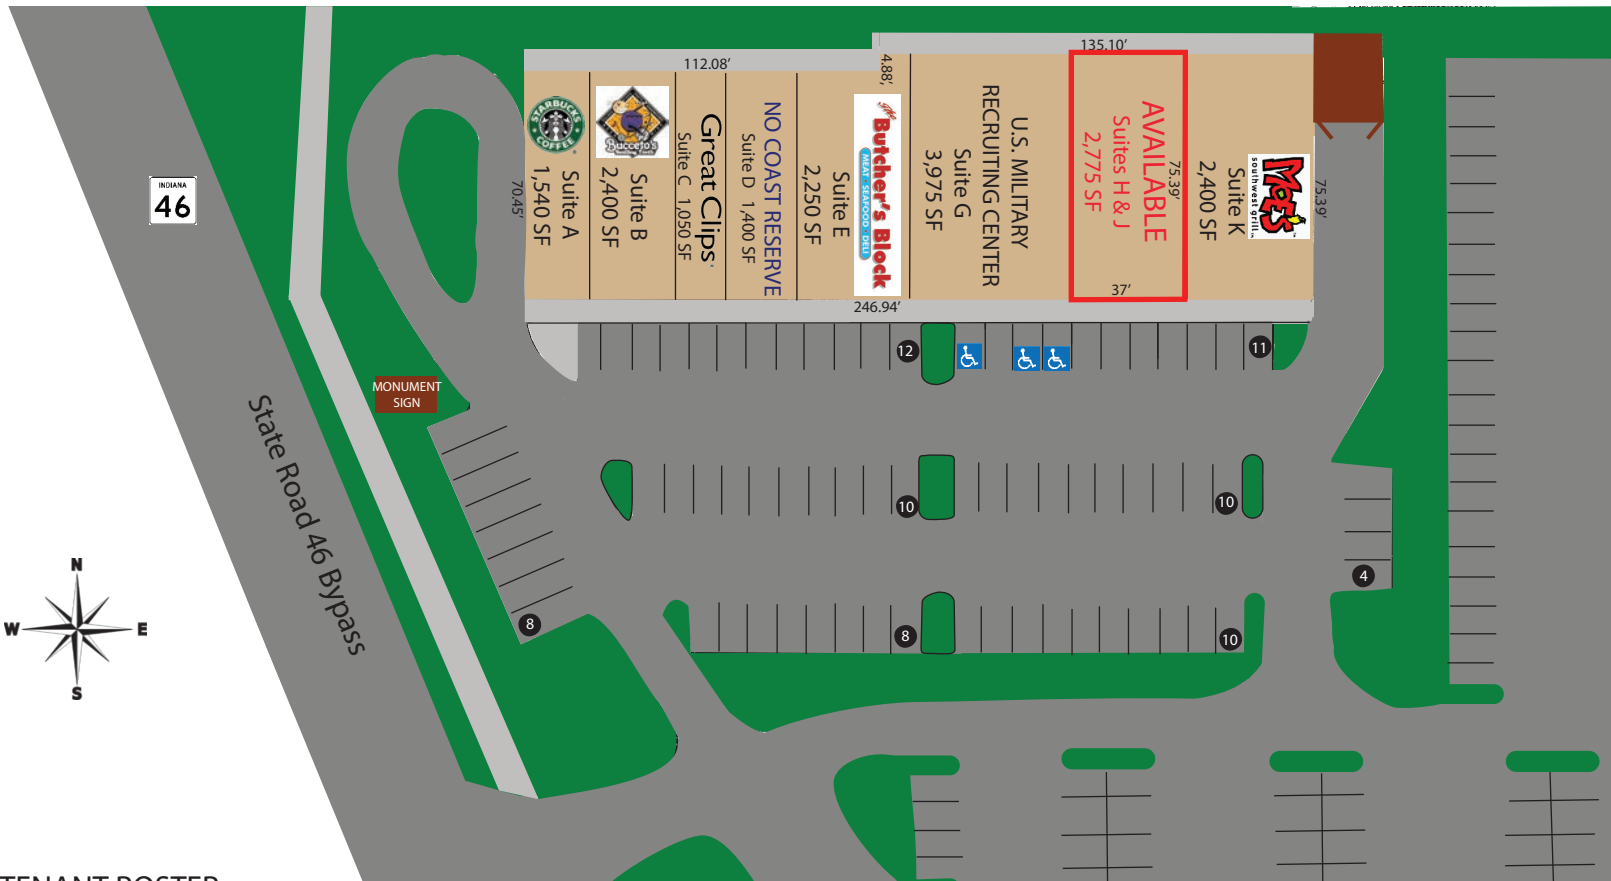 135.10'
112.08'
4.88'
STARBUCKS
COFFEE
Suite A
1,540 SF
70.45'
Bucceto's
Suite B
2,400 SF
Great Clips
Suite C 1,050 SF
NO COAST RESERVE
Suite D 1,400 SF
Suite E
2,250 SF
The
Butcher's Block
MEAT · SEAFOOD · DELI
U.S. MILITARY
RECRUITING CENTER
Suite G
3,975 SF
AVAILABLE
Suites H & J
2,775 SF
75.39'
37'
MOE'S
southwest grill
Suite K
2,400 SF
75.39'
246.94'
INDIANA
46
12
11
MONUMENT
SIGN
State Road 46 Bypass
10
10
4
8
8
10
N
W
E
S
TENANT ROSTER